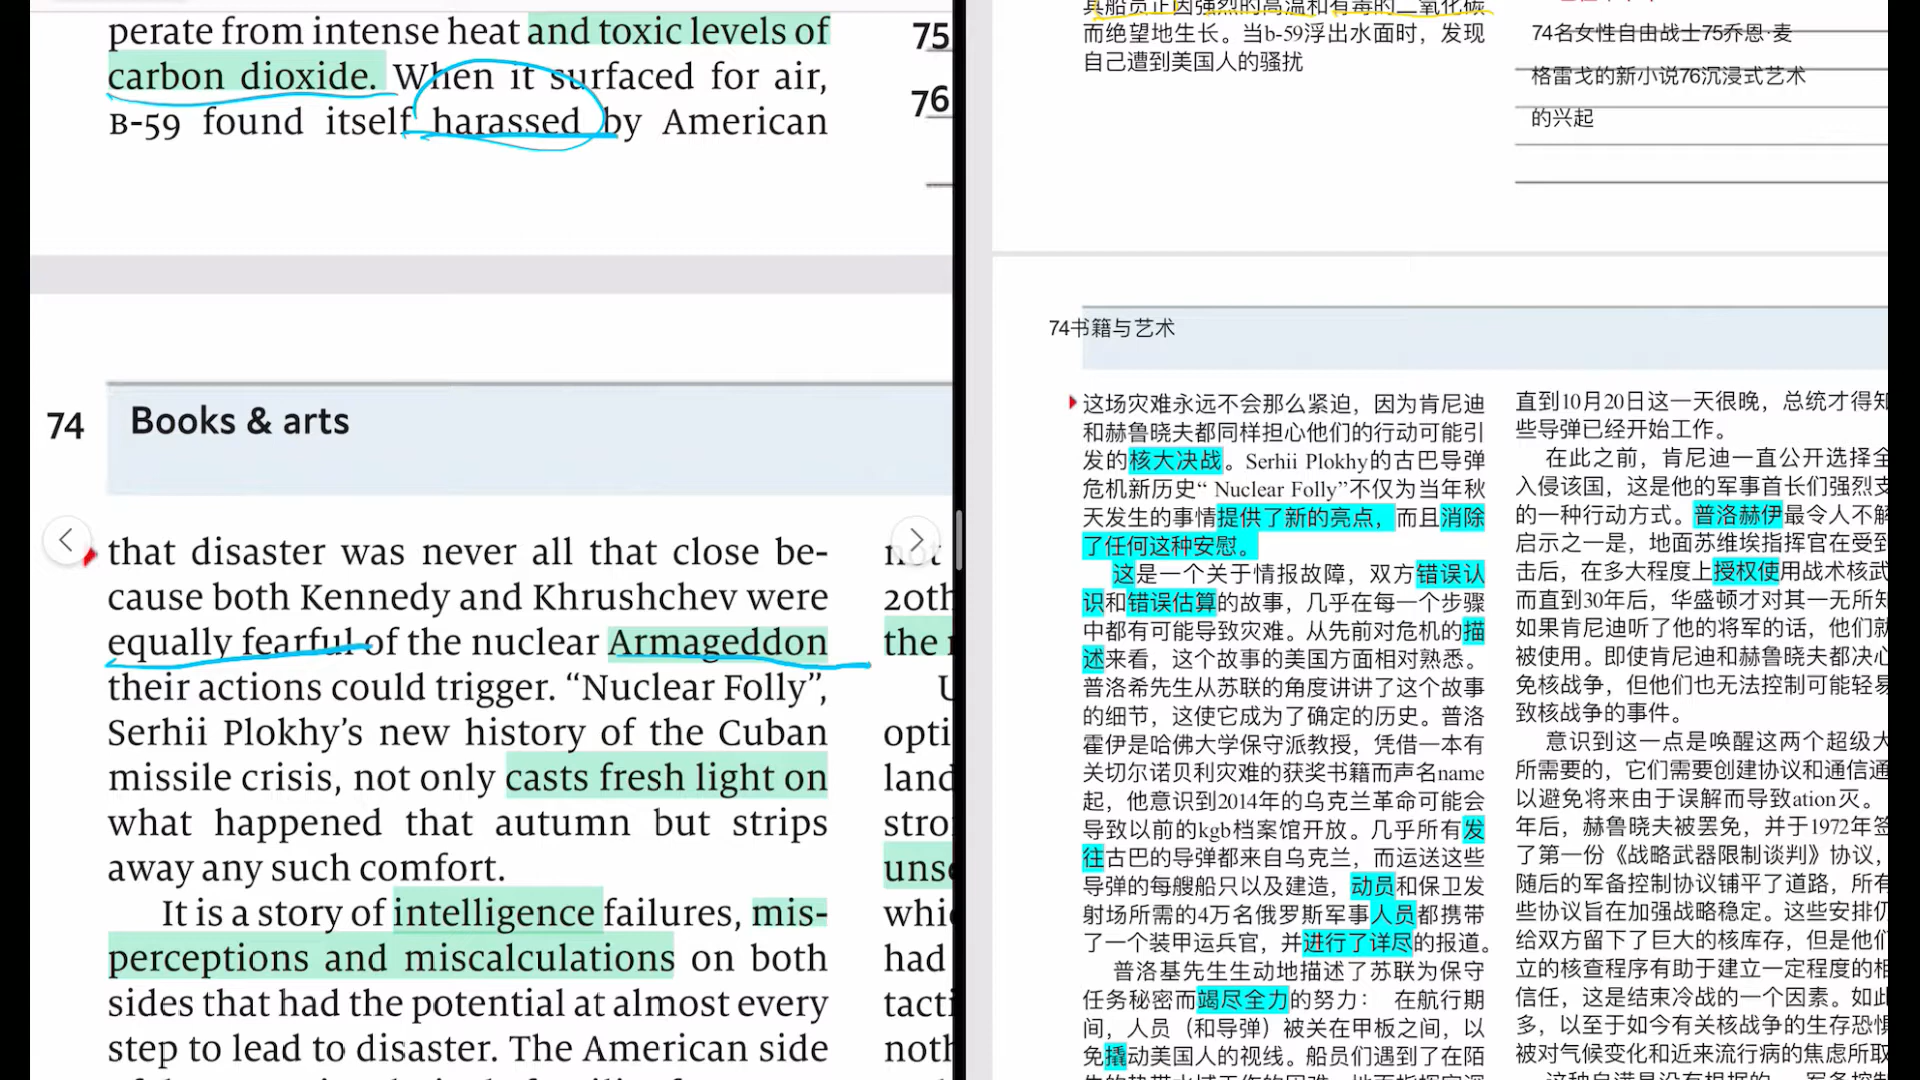 perate from intense heat and toxic levels of
carbon dioxide. When it surfaced for air,
B-59 found itself harassed by American
75
76
74 Books & arts
that disaster was never all that close be-
cause both Kennedy and Khrushchev were
equally fearful of the nuclear Armageddon
their actions could trigger. “Nuclear Folly”,
Serhii Plokhy’s new history of the Cuban
missile crisis, not only casts fresh light on
what happened that autumn but strips
away any such comfort.
It is a story of intelligence failures, mis-
perceptions and miscalculations on both
sides that had the potential at almost every
step to lead to disaster. The American side
not
20th
the
opti
land
stro
unse
whi
had
tacti
noth
其船员正因强烈的高温和有毒的二氧化碳
而绝望地生长。当b-59浮出水面时，发现
自己遭到美国人的骚扰
74名女性自由战士75乔恩·麦
格雷戈的新小说76沉浸式艺术
的兴起
74书籍与艺术
这场灾难永远不会那么紧迫，因为肯尼迪
和赫鲁晓夫都同样担心他们的行动可能引
发的核大决战。Serhii Plokhy的古巴导弹
危机新历史“ Nuclear Folly”不仅为当年秋
天发生的事情提供了新的亮点，而且消除
了任何这种安慰。
这是一个关于情报故障，双方错误认
识和错误估算的故事，几乎在每一个步骤
中都有可能导致灾难。从先前对危机的描
述来看，这个故事的美国方面相对熟悉。
普洛希先生从苏联的角度讲讲了这个故事
的细节，这使它成为了确定的历史。普洛
霍伊是哈佛大学保守派教授，凭借一本有
关切尔诺贝利灾难的获奖书籍而声名name
起，他意识到2014年的乌克兰革命可能会
导致以前的kgb档案馆开放。几乎所有发
往古巴的导弹都来自乌克兰，而运送这些
导弹的每艘船只以及建造，动员和保卫发
射场所需的4万名俄罗斯军事人员都携带
了一个装甲运兵官，并进行了详尽的报道。
普洛基先生生动地描述了苏联为保守
任务秘密而竭尽全力的努力： 在航行期
间，人员（和导弹）被关在甲板之间，以
免撬动美国人的视线。船员们遇到了在陌
直到10月20日这一天很晚，总统才得知
些导弹已经开始工作。
在此之前，肯尼迪一直公开选择全
入侵该国，这是他的军事首长们强烈支
的一种行动方式。普洛赫伊最令人不解
启示之一是，地面苏维埃指挥官在受到
击后，在多大程度上授权使用战术核武
而直到30年后，华盛顿才对其一无所知
如果肯尼迪听了他的将军的话，他们就
被使用。即使肯尼迪和赫鲁晓夫都决心
免核战争，但他们也无法控制可能轻易
致核战争的事件。
意识到这一点是唤醒这两个超级大
所需要的，它们需要创建协议和通信通
以避免将来由于误解而导致ation灭。
年后，赫鲁晓夫被罢免，并于1972年签
了第一份《战略武器限制谈判》协议，
随后的军备控制协议铺平了道路，所有
些协议旨在加强战略稳定。这些安排仍
给双方留下了巨大的核库存，但是他们
立的核查程序有助于建立一定程度的相
信任，这是结束冷战的一个因素。如此
多，以至于如今有关核战争的生存恐惧
被对气候变化和近来流行病的焦虑所取